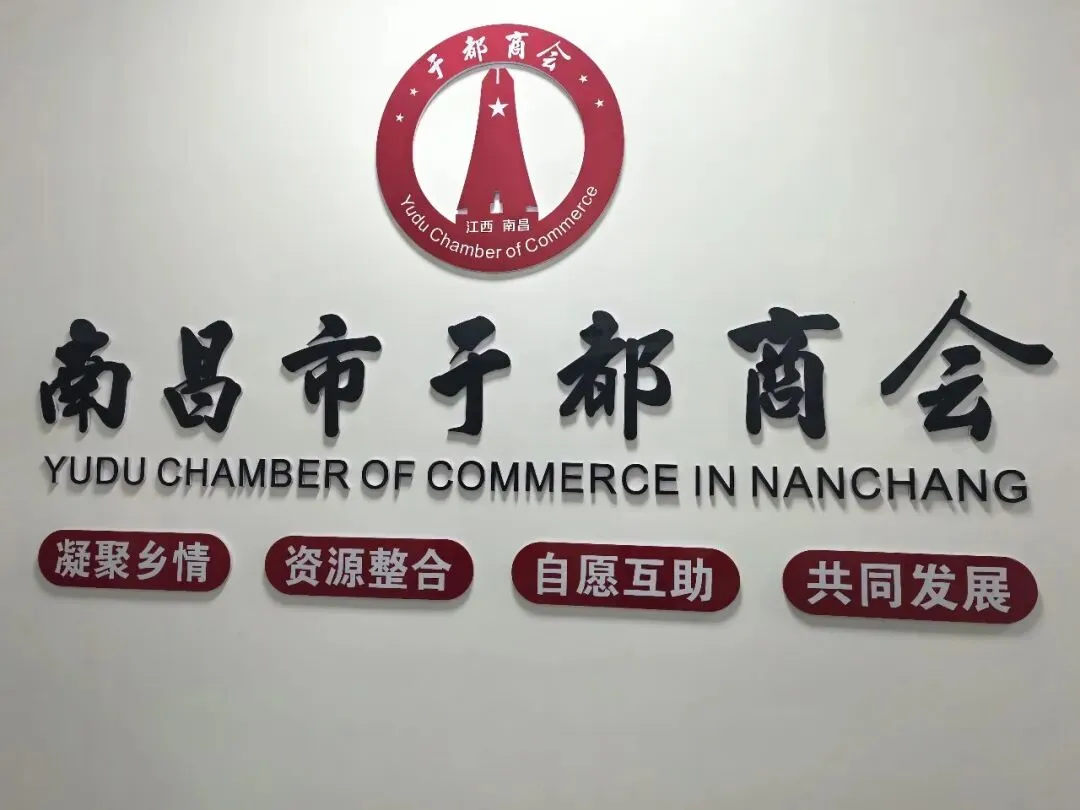 于都商会
江西 南昌
Yudu Chamber of Commerce
南昌市于都商会
YUDU CHAMBER OF COMMERCE IN NANCHANG
凝聚乡情 资源整合 自愿互助 共同发展